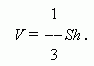 V = 1/3 Sh.